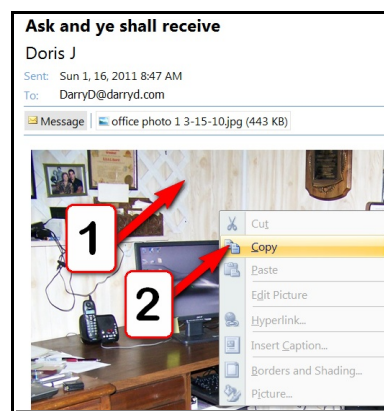 Ask and ye shall receive
Doris J
Sent: Sun 1, 16, 2011 8:47 AM
To: DarryD@darryd.com
Message office photo 1 3-15-10.jpg (443 KB)
1
2
Cut
Copy
Paste
Edit Picture
Hyperlink...
Insert Caption...
Borders and Shading...
Picture...